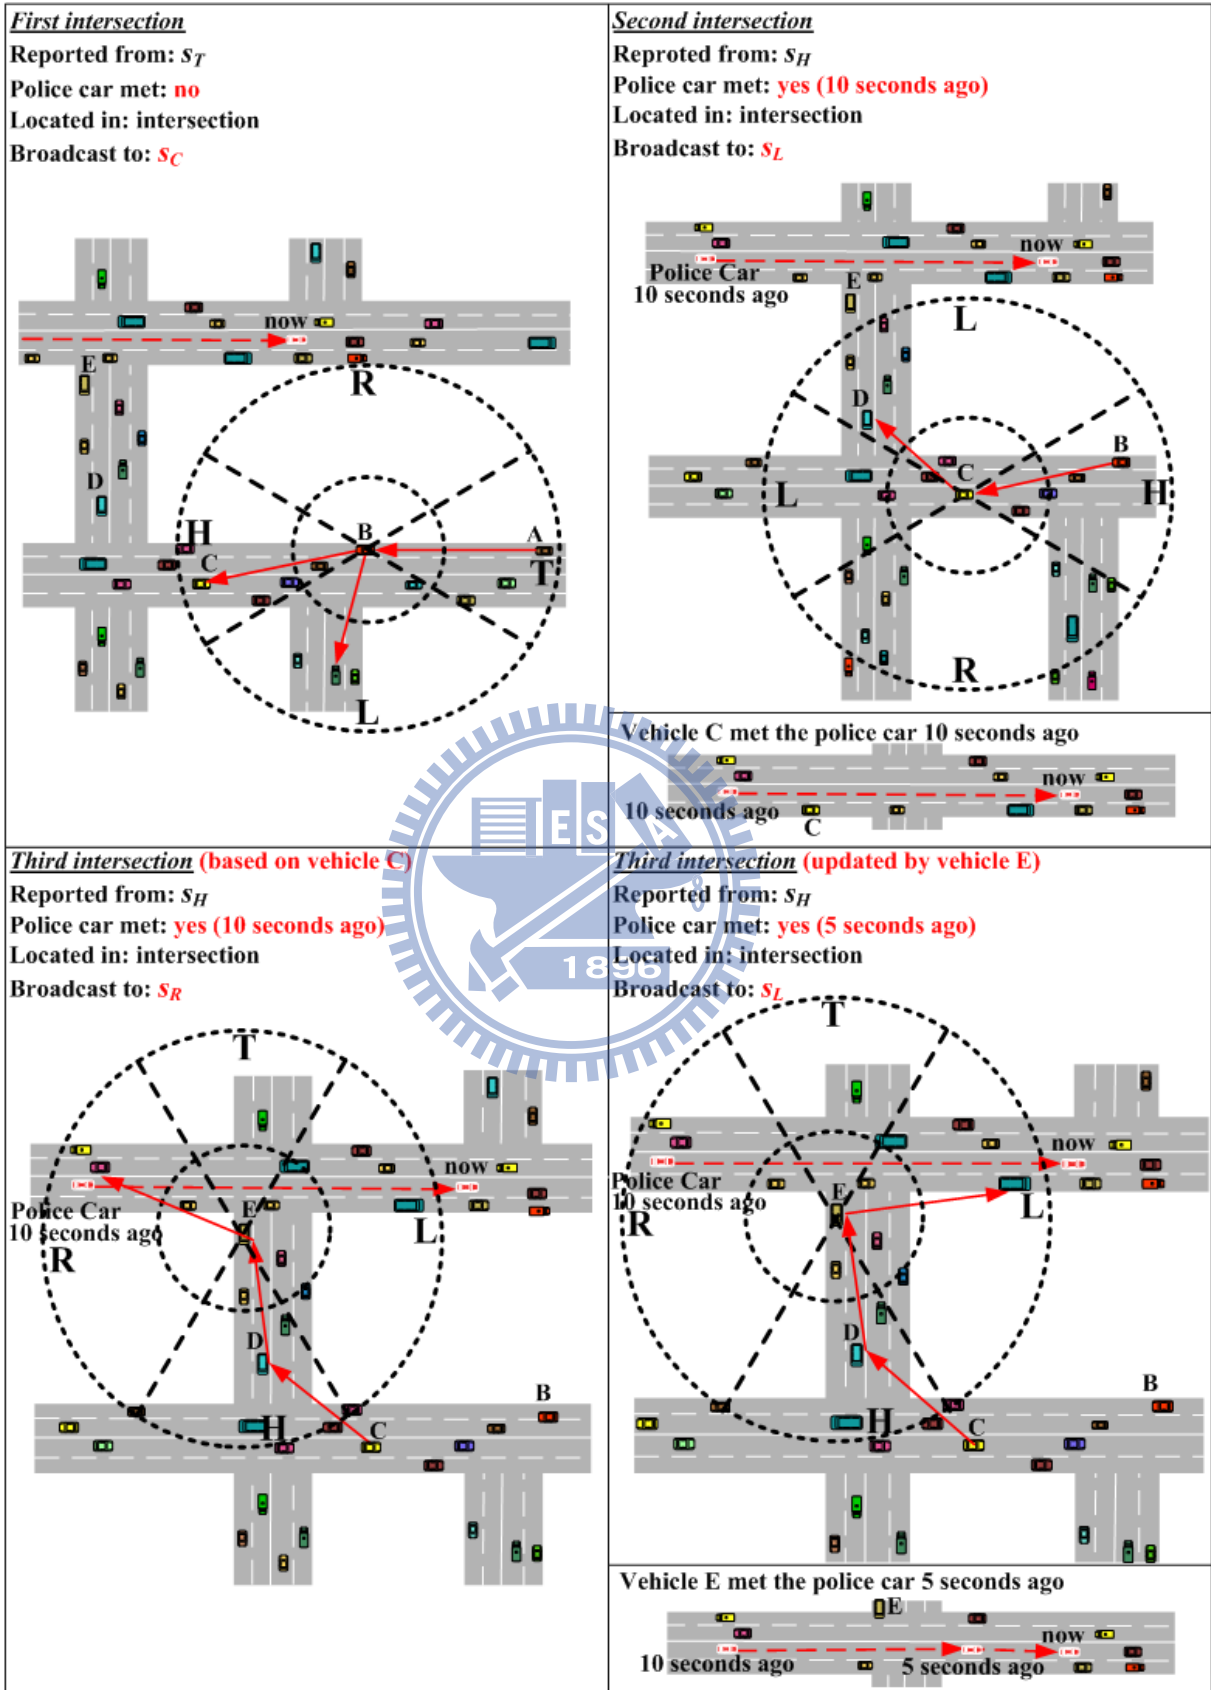 First intersection
Reported from: sT
Police car met: no
Located in: intersection
Broadcast to: sC
now
E
R
D
H
B
A
C
T
L
Second intersection
Reproted from: sH
Police car met: yes (10 seconds ago)
Located in: intersection
Broadcast to: sL
now
Police Car
10 seconds ago
E
L
D
B
C
L
H
R
Vehicle C met the police car 10 seconds ago
now
10 seconds ago
C
ESA
1896
Third intersection (based on vehicle C)
Reported from: sH
Police car met: yes (10 seconds ago)
Located in: intersection
Broadcast to: sR
T
now
Police Car
10 seconds ago
E
L
R
D
B
H
C
Third intersection (updated by vehicle E)
Reported from: sH
Police car met: yes (5 seconds ago)
Located in: intersection
Broadcast to: sL
T
now
Police Car
10 seconds ago
E
L
R
D
B
H
C
Vehicle E met the police car 5 seconds ago
E
now
10 seconds ago
5 seconds ago